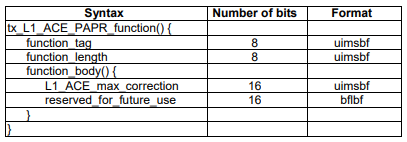 Syntax Number of bits Format
tx_L1_ACE_PAPR_function() {
function_tag 8 uimsbf
function_length 8 uimsbf
function_body() {
L1_ACE_max_correction 16 uimsbf
reserved_for_future_use 16 bflbf
}
}